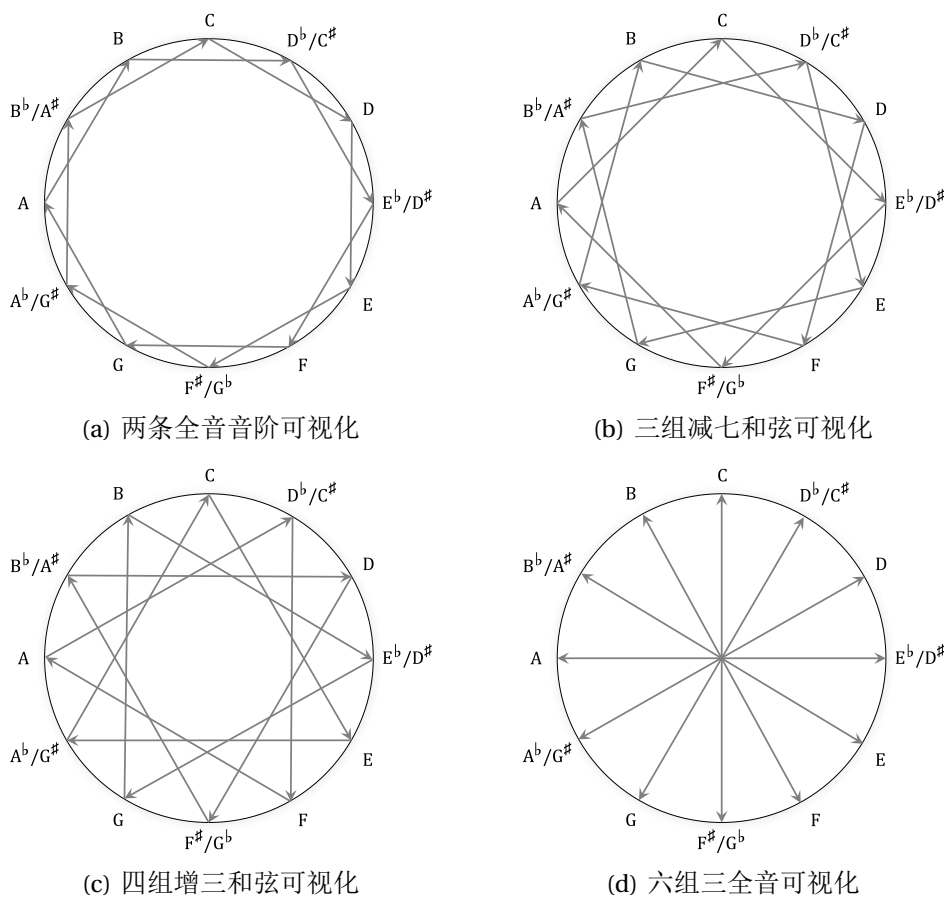 C
B
D♭/C♯
B♭/A♯
D
A
E♭/D♯
A♭/G♯
E
G
F
F♯/G♭
(a) 两条全音音阶可视化
C
B
D♭/C♯
B♭/A♯
D
A
E♭/D♯
A♭/G♯
E
G
F
F♯/G♭
(b) 三组减七和弦可视化
C
B
D♭/C♯
B♭/A♯
D
A
E♭/D♯
A♭/G♯
E
G
F
F♯/G♭
(c) 四组增三和弦可视化
C
B
D♭/C♯
B♭/A♯
D
A
E♭/D♯
A♭/G♯
E
G
F
F♯/G♭
(d) 六组三全音可视化